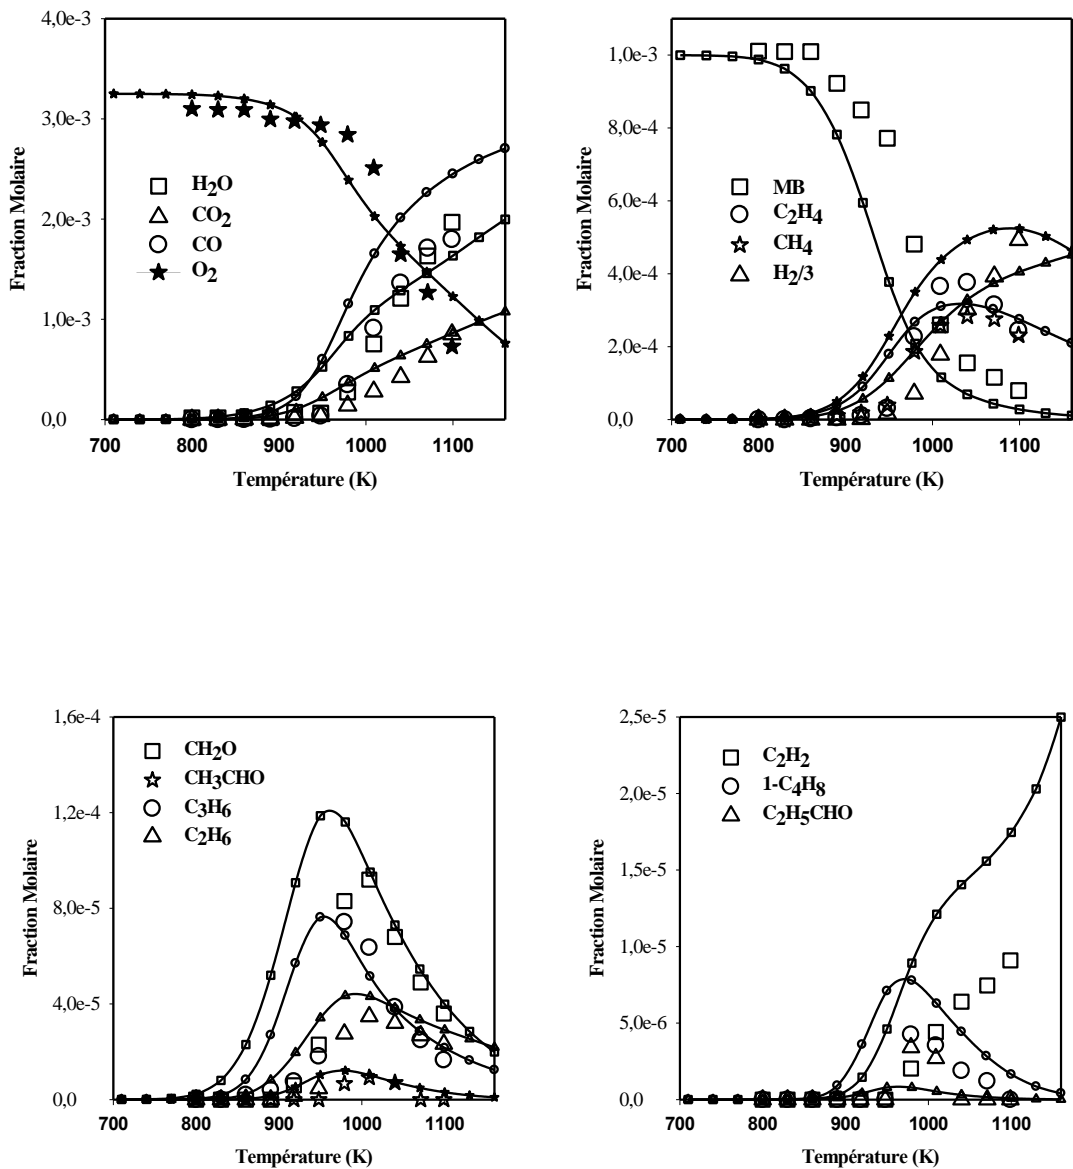 4,0e-3
3,0e-3
2,0e-3
1,0e-3
0,0
700 800 900 1000 1100
Fraction Molaire
Température (K)
H2O
CO2
CO
O2
1.0e-3
8,0e-4
6,0e-4
4,0e-4
2,0e-4
0,0
700 800 900 1000 1100
Fraction Molaire
Température (K)
MB
C2H4
CH4
H2/3
1,6e-4
1,2e-4
8,0e-5
4,0e-5
0,0
700 800 900 1000 1100
Fraction Molaire
Température (K)
CH2O
CH3CHO
C3H6
C2H6
2,5e-5
2,0e-5
1,5e-5
1,0e-5
5,0e-6
0,0
700 800 900 1000 1100
Fraction Molaire
Température (K)
C2H2
1-C4H8
C2H5CHO